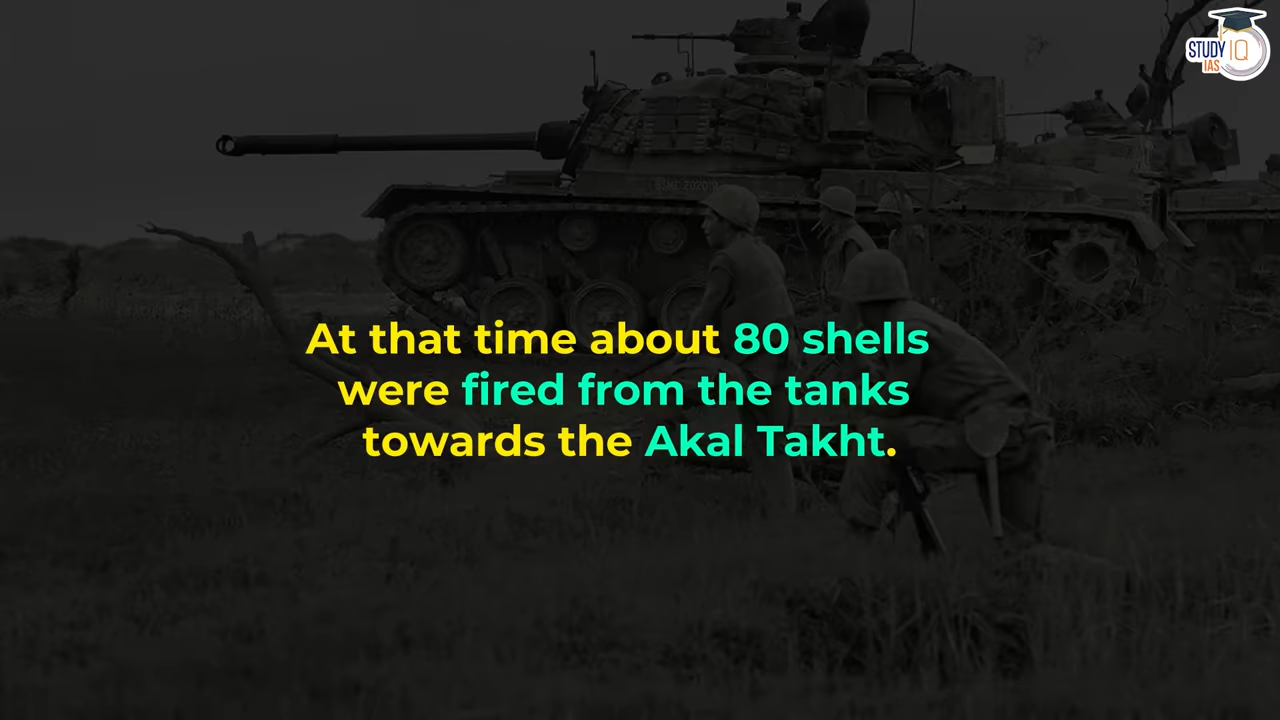 STUDY IQ
IAS
At that time about 80 shells
were fired from the tanks
towards the Akal Takht.